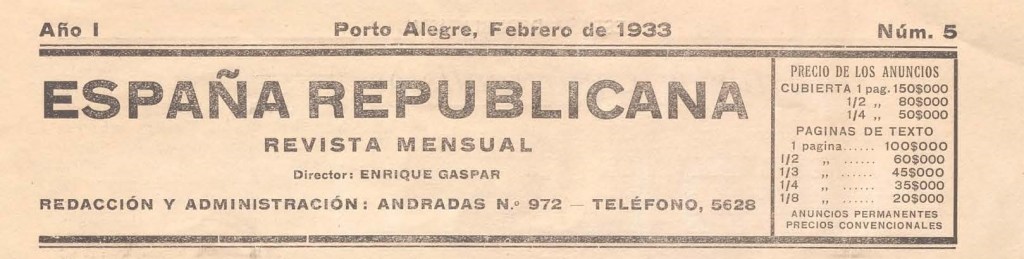 Año I Porto Alegre, Febrero de 1933 Núm. 5
ESPAÑA REPUBLICANA
REVISTA MENSUAL
Director: ENRIQUE GASPAR
REDACCIÓN Y ADMINISTRACIÓN: ANDRADAS N.º 972 — TELÉFONO, 5628
PRECIO DE LOS ANUNCIOS
CUBIERTA 1 pag. 150$000
1/2 „ 80$000
1/4 „ 50$000
PAGINAS DE TEXTO
1 pagina...... 100$000
1/2 „ ...... 60$000
1/3 „ ...... 45$000
1/4 „ ...... 35$000
1/8 „ ...... 20$000
ANUNCIOS PERMANENTES
PRECIOS CONVENCIONALES